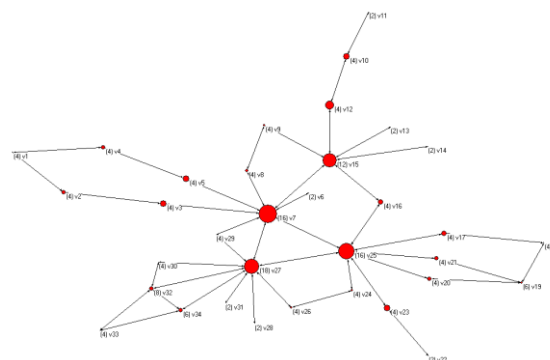 (2) v11
(4) v10
(4) v12
(2) v13
(4) v9
(2) v14
(4) v4
(4) v1
(12) v15
(4) v8
(4) v5
(4) v2
(2) v6
(4) v3
(4) v16
(16) v7
(4) v17
(4) v29
(4
(16) v25
(4) v21
(4) v30
(18) v27
(4) v20
(6) v19
(8) v32
(4) v24
(2) v31
(4) v26
(4) v23
(6) v34
(2) v28
(4) v33